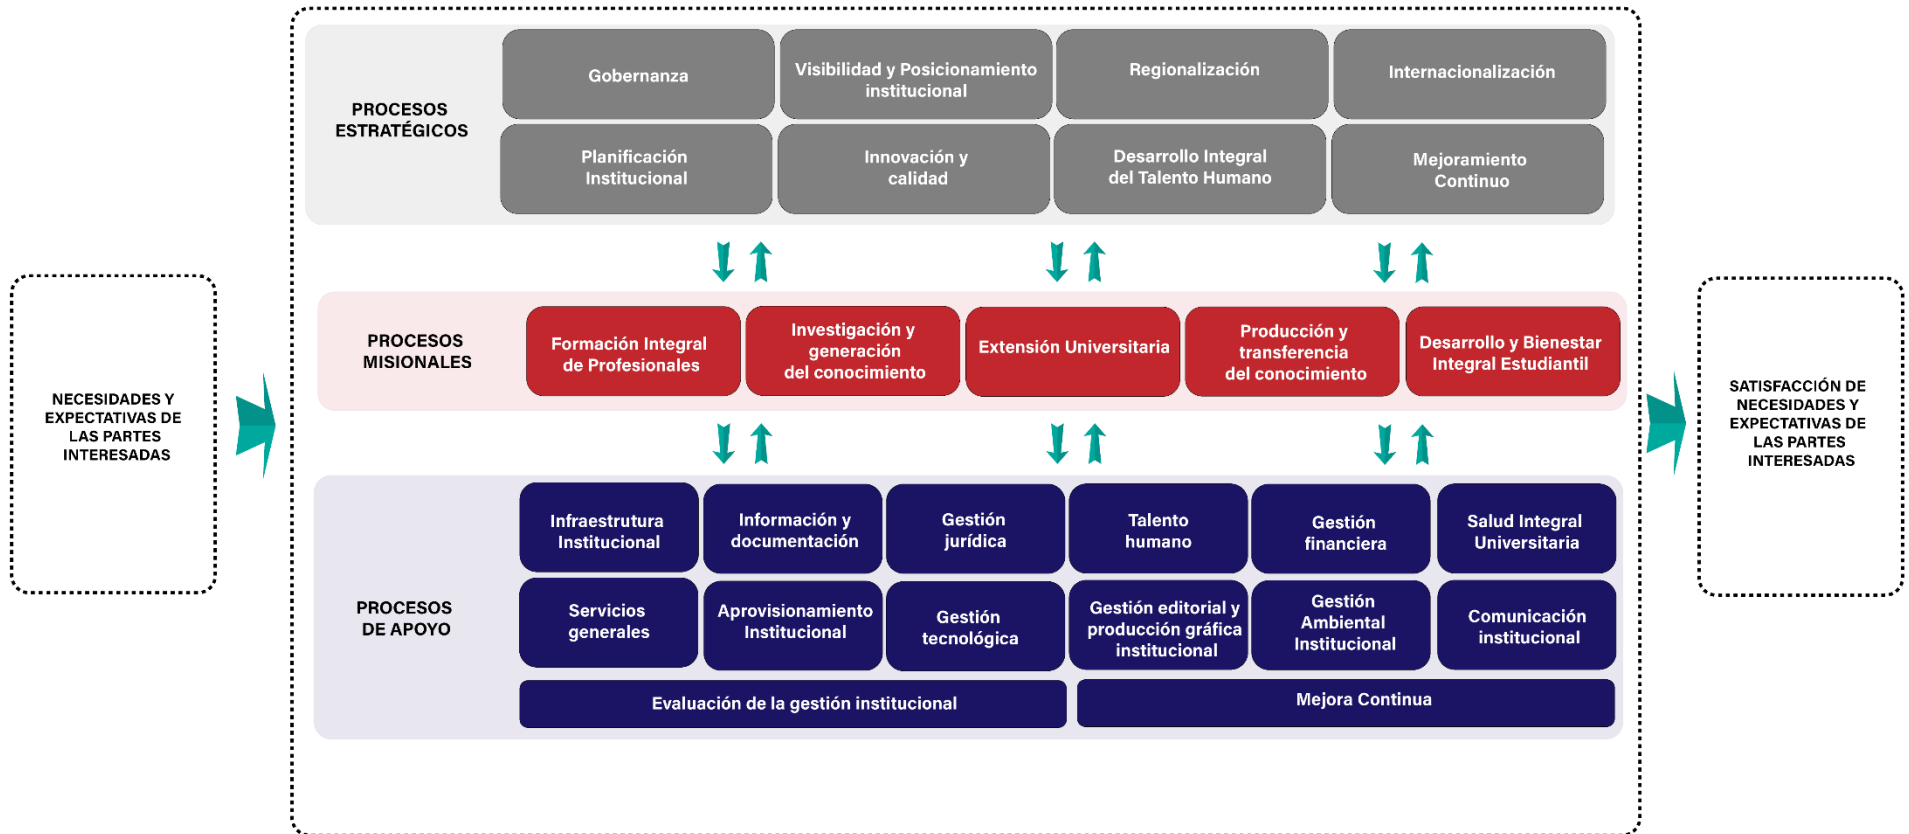 PROCESOS
ESTRATÉGICOS
Gobernanza
Visibilidad y Posicionamiento
institucional
Regionalización
Internacionalización
Planificación
Institucional
Innovación y
calidad
Desarrollo Integral
del Talento Humano
Mejoramiento
Continuo
NECESIDADES Y
EXPECTATIVAS DE
LAS PARTES
INTERESADAS
PROCESOS
MISIONALES
Formación Integral
de Profesionales
Investigación y
generación
del conocimiento
Extensión Universitaria
Producción y
transferencia
del conocimiento
Desarrollo y Bienestar
Integral Estudiantil
SATISFACCIÓN DE
NECESIDADES Y
EXPECTATIVAS DE
LAS PARTES
INTERESADAS
PROCESOS
DE APOYO
Infraestrutura
Institucional
Información y
documentación
Gestión
jurídica
Talento
humano
Gestión
financiera
Salud Integral
Universitaria
Servicios
generales
Aprovisionamiento
Institucional
Gestión
tecnológica
Gestión editorial y
producción gráfica
institucional
Gestión
Ambiental
Institucional
Comunicación
institucional
Evaluación de la gestión institucional
Mejora Continua